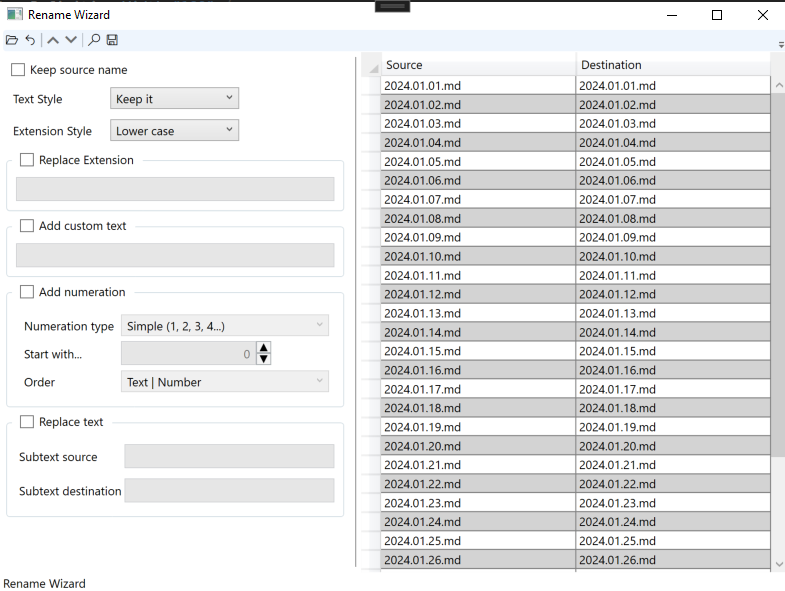 Rename Wizard
Keep source name
Text Style
Keep it
Extension Style
Lower case
Replace Extension
Add custom text
Add numeration
Numeration type
Simple (1, 2, 3, 4...)
Start with...
0
Order
Text | Number
Replace text
Subtext source
Subtext destination
Source Destination
2024.01.01.md 2024.01.01.md
2024.01.02.md 2024.01.02.md
2024.01.03.md 2024.01.03.md
2024.01.04.md 2024.01.04.md
2024.01.05.md 2024.01.05.md
2024.01.06.md 2024.01.06.md
2024.01.07.md 2024.01.07.md
2024.01.08.md 2024.01.08.md
2024.01.09.md 2024.01.09.md
2024.01.10.md 2024.01.10.md
2024.01.11.md 2024.01.11.md
2024.01.12.md 2024.01.12.md
2024.01.13.md 2024.01.13.md
2024.01.14.md 2024.01.14.md
2024.01.15.md 2024.01.15.md
2024.01.16.md 2024.01.16.md
2024.01.17.md 2024.01.17.md
2024.01.18.md 2024.01.18.md
2024.01.19.md 2024.01.19.md
2024.01.20.md 2024.01.20.md
2024.01.21.md 2024.01.21.md
2024.01.22.md 2024.01.22.md
2024.01.23.md 2024.01.23.md
2024.01.24.md 2024.01.24.md
2024.01.25.md 2024.01.25.md
2024.01.26.md 2024.01.26.md
Rename Wizard